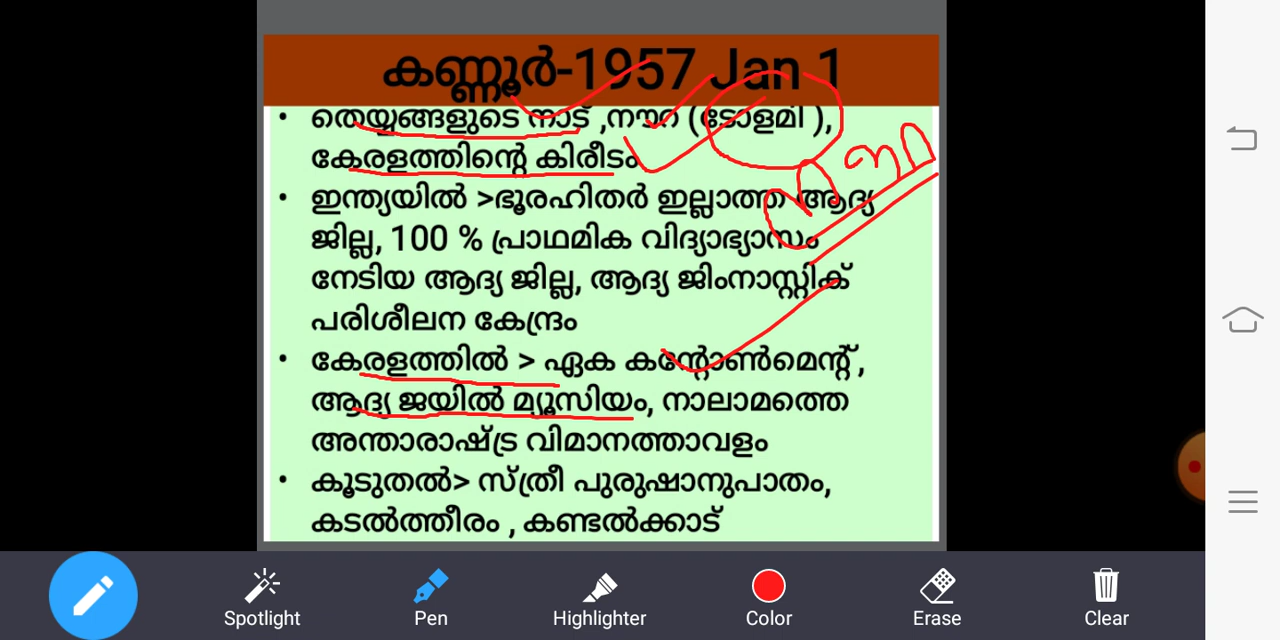 കണ്ണൂർ-1957 Jan 1
• തെയ്യങ്ങളുടെ നാട് ,നൗറ (ടോളമി ),
കേരളത്തിന്റെ കിരീടം
• ഇന്ത്യയിൽ >ഭൂരഹിതർ ഇല്ലാത്ത ആദ്യ
ജില്ല, 100 % പ്രാഥമിക വിദ്യാഭ്യാസം
നേടിയ ആദ്യ ജില്ല, ആദ്യ ജിംനാസ്റ്റിക്
പരിശീലന കേന്ദ്രം
• കേരളത്തിൽ > ഏക കന്റോൺമെന്റ് ,
ആദ്യ ജയിൽ മ്യൂസിയം, നാലാമത്തെ
അന്താരാഷ്ട്ര വിമാനത്താവളം
• കൂടുതൽ> സ്ത്രീ പുരുഷാനുപാതം,
കടൽത്തീരം , കണ്ടൽക്കാട്
Spotlight Pen Highlighter Color Erase Clear